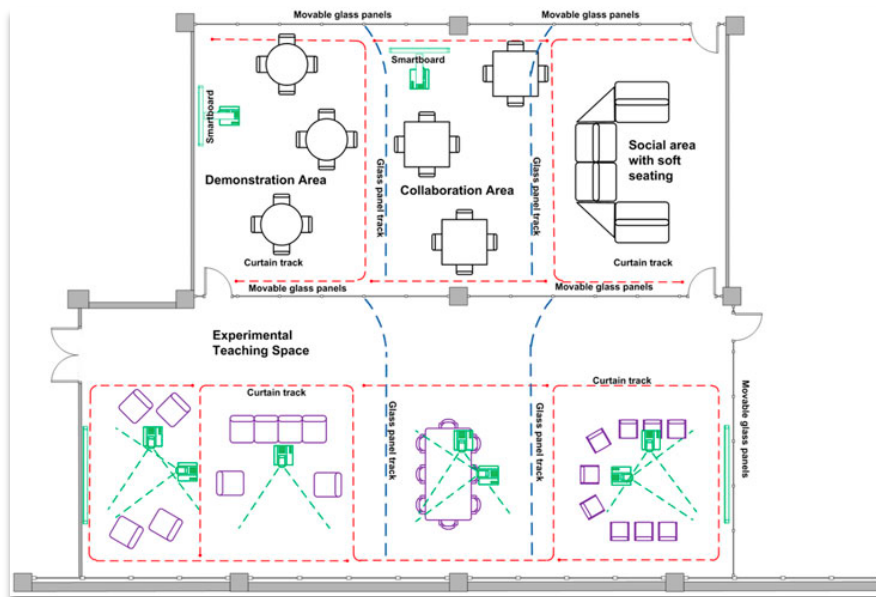 Movable glass panels
Movable glass panels
Smartboard
Smartboard
Social area
with soft
seating
Demonstration Area
Glass panel track
Collaboration Area
Glass panel track
Curtain track
Curtain track
Movable glass panels
Movable glass panels
Experimental
Teaching Space
Curtain track
Curtain track
Glass panel track
Glass panel track
Movable glass panels